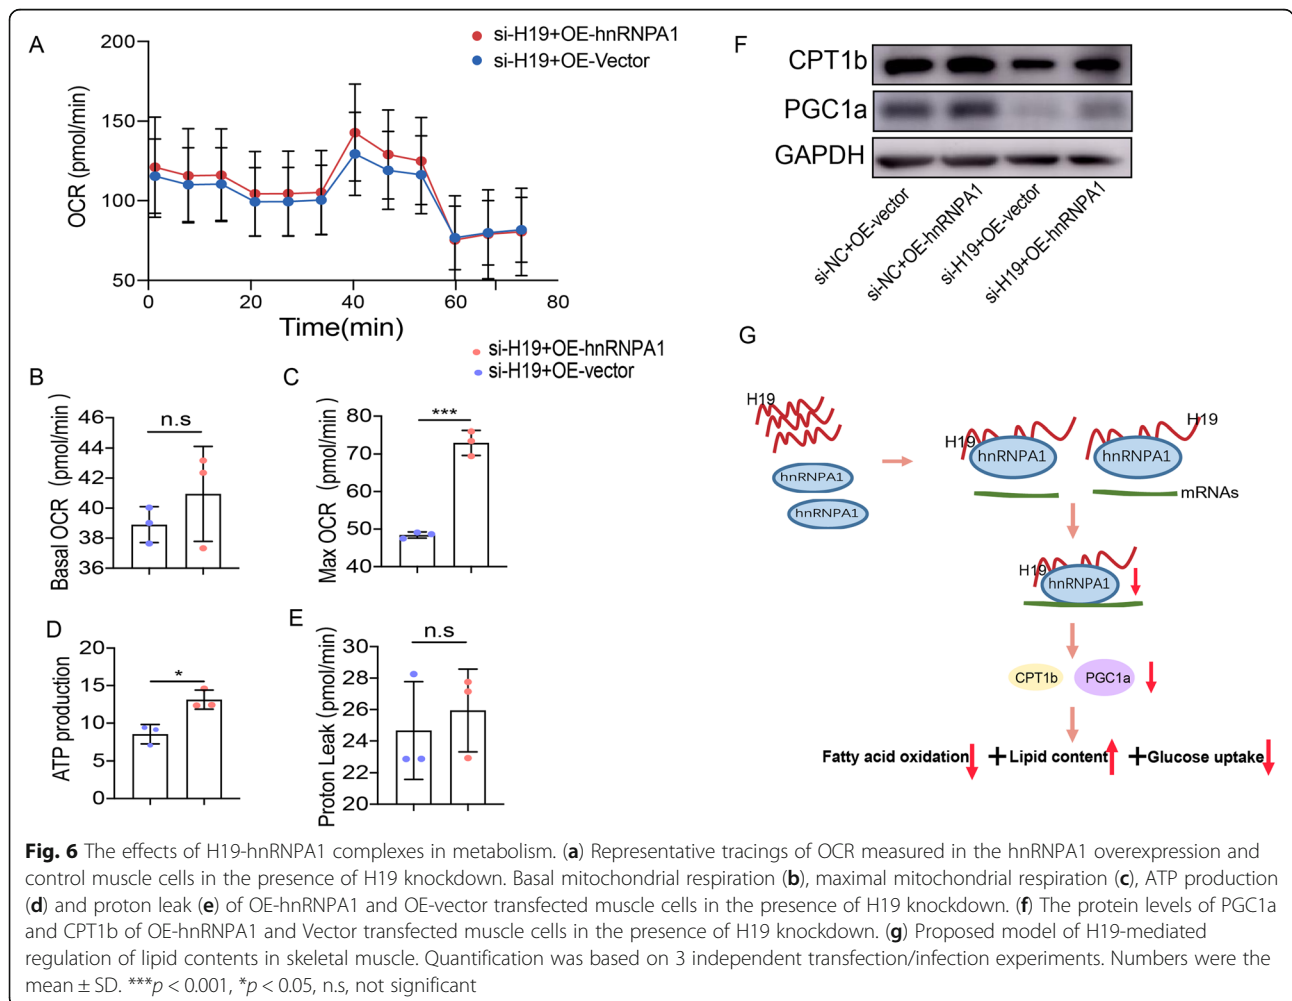 A
200
150
100
50
OCR (pmol/min)
0
20
40
60
80
Time(min)
si-H19+OE-hnRNPA1
si-H19+OE-Vector
si-H19+OE-hnRNPA1
si-H19+OE-vector
B
46
44
42
40
38
36
Basal OCR (pmol/min )
n.s
C
80
70
60
50
40
Max OCR (pmol/min)
***
D
20
15
10
5
0
ATP production
*
E
30
28
26
24
22
20
Proton Leak (pmol/min)
n.s
F
CPT1b
PGC1a
GAPDH
si-NC+OE-vector
si-NC+OE-hnRNPA1
si-H19+OE-vector
si-H19+OE-hnRNPA1
G
H19
hnRNPA1
hnRNPA1
H19
hnRNPA1
H19
hnRNPA1
mRNAs
H19
hnRNPA1
CPT1b
PGC1a
Fatty acid oxidation + Lipid content + Glucose uptake
Fig. 6 The effects of H19-hnRNPA1 complexes in metabolism. (a) Representative tracings of OCR measured in the hnRNPA1 overexpression and
control muscle cells in the presence of H19 knockdown. Basal mitochondrial respiration (b), maximal mitochondrial respiration (c), ATP production
(d) and proton leak (e) of OE-hnRNPA1 and OE-vector transfected muscle cells in the presence of H19 knockdown. (f) The protein levels of PGC1a
and CPT1b of OE-hnRNPA1 and Vector transfected muscle cells in the presence of H19 knockdown. (g) Proposed model of H19-mediated
regulation of lipid contents in skeletal muscle. Quantification was based on 3 independent transfection/infection experiments. Numbers were the
mean ± SD. ***p < 0.001, *p < 0.05, n.s, not significant